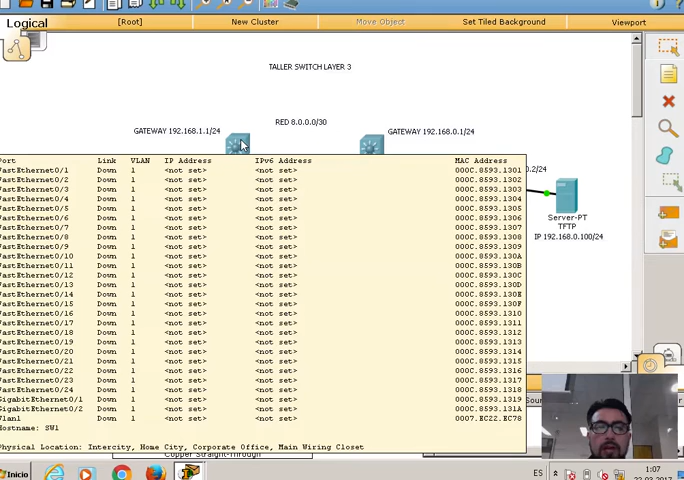 Logical
[Root]
New Cluster
Move Object
Set Tiled Background
Viewport
TALLER SWITCH LAYER 3
RED 8.0.0.0/30
GATEWAY 192.168.1.1/24
GATEWAY 192.168.0.1/24
0.2/24
Server-PT
TFTP
IP 192.168.0.100/24
Port Link VLAN IP Address IPv6 Address MAC Address
FastEthernet0/1 Down 1 <not set> <not set> 000C.8593.1301
FastEthernet0/2 Down 1 <not set> <not set> 000C.8593.1302
FastEthernet0/3 Down 1 <not set> <not set> 000C.8593.1303
FastEthernet0/4 Down 1 <not set> <not set> 000C.8593.1304
FastEthernet0/5 Down 1 <not set> <not set> 000C.8593.1305
FastEthernet0/6 Down 1 <not set> <not set> 000C.8593.1306
FastEthernet0/7 Down 1 <not set> <not set> 000C.8593.1307
FastEthernet0/8 Down 1 <not set> <not set> 000C.8593.1308
FastEthernet0/9 Down 1 <not set> <not set> 000C.8593.1309
FastEthernet0/10 Down 1 <not set> <not set> 000C.8593.130A
FastEthernet0/11 Down 1 <not set> <not set> 000C.8593.130B
FastEthernet0/12 Down 1 <not set> <not set> 000C.8593.130C
FastEthernet0/13 Down 1 <not set> <not set> 000C.8593.130D
FastEthernet0/14 Down 1 <not set> <not set> 000C.8593.130E
FastEthernet0/15 Down 1 <not set> <not set> 000C.8593.130F
FastEthernet0/16 Down 1 <not set> <not set> 000C.8593.1310
FastEthernet0/17 Down 1 <not set> <not set> 000C.8593.1311
FastEthernet0/18 Down 1 <not set> <not set> 000C.8593.1312
FastEthernet0/19 Down 1 <not set> <not set> 000C.8593.1313
FastEthernet0/20 Down 1 <not set> <not set> 000C.8593.1314
FastEthernet0/21 Down 1 <not set> <not set> 000C.8593.1315
FastEthernet0/22 Down 1 <not set> <not set> 000C.8593.1316
FastEthernet0/23 Down 1 <not set> <not set> 000C.8593.1317
FastEthernet0/24 Down 1 <not set> <not set> 000C.8593.1318
GigabitEthernet0/1 Down 1 <not set> <not set> 000C.8593.1319
GigabitEthernet0/2 Down 1 <not set> <not set> 000C.8593.131A
Vlan1 Down 1 <not set> <not set> 0007.EC22.EC78
Hostname: SW1
Physical Location: Intercity, Home City, Corporate Office, Main Wiring Closet
Copper Straight-Through
Sour
Inicio
ES
1:07
22-03-2017